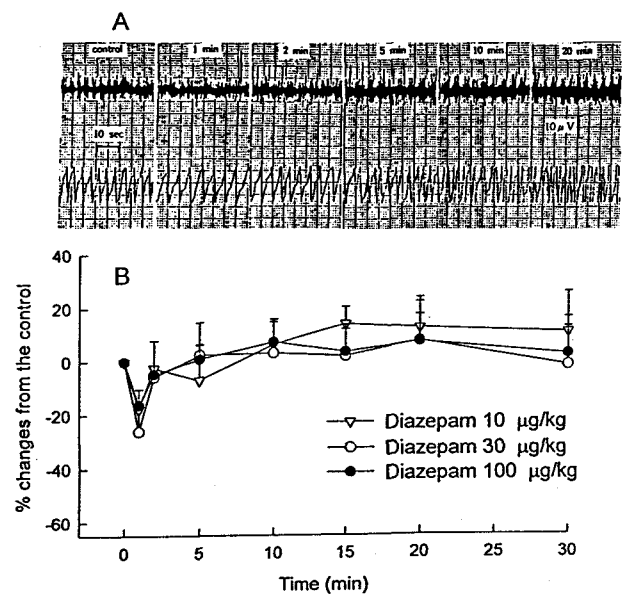 A
control 1 min 2 min 5 min 10 min 20 min
10 sec 10 μV
B
% changes from the control
40
20
0
-20
-40
-60
Diazepam 10 μg/kg
Diazepam 30 μg/kg
Diazepam 100 μg/kg
0 5 10 15 20 25 30
Time (min)